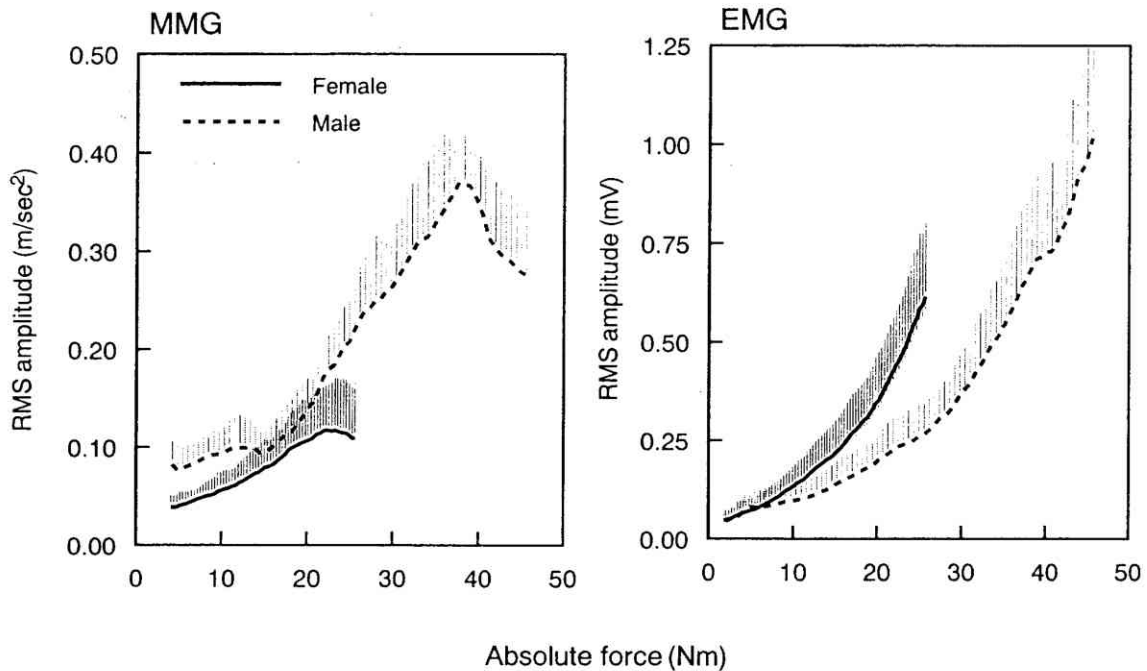 MMG
RMS amplitude (m/sec²)
0.50
0.40
0.30
0.20
0.10
0.00
Female
Male
0 10 20 30 40 50
EMG
RMS amplitude (mV)
1.25
1.00
0.75
0.50
0.25
0.00
0 10 20 30 40 50
Absolute force (Nm)